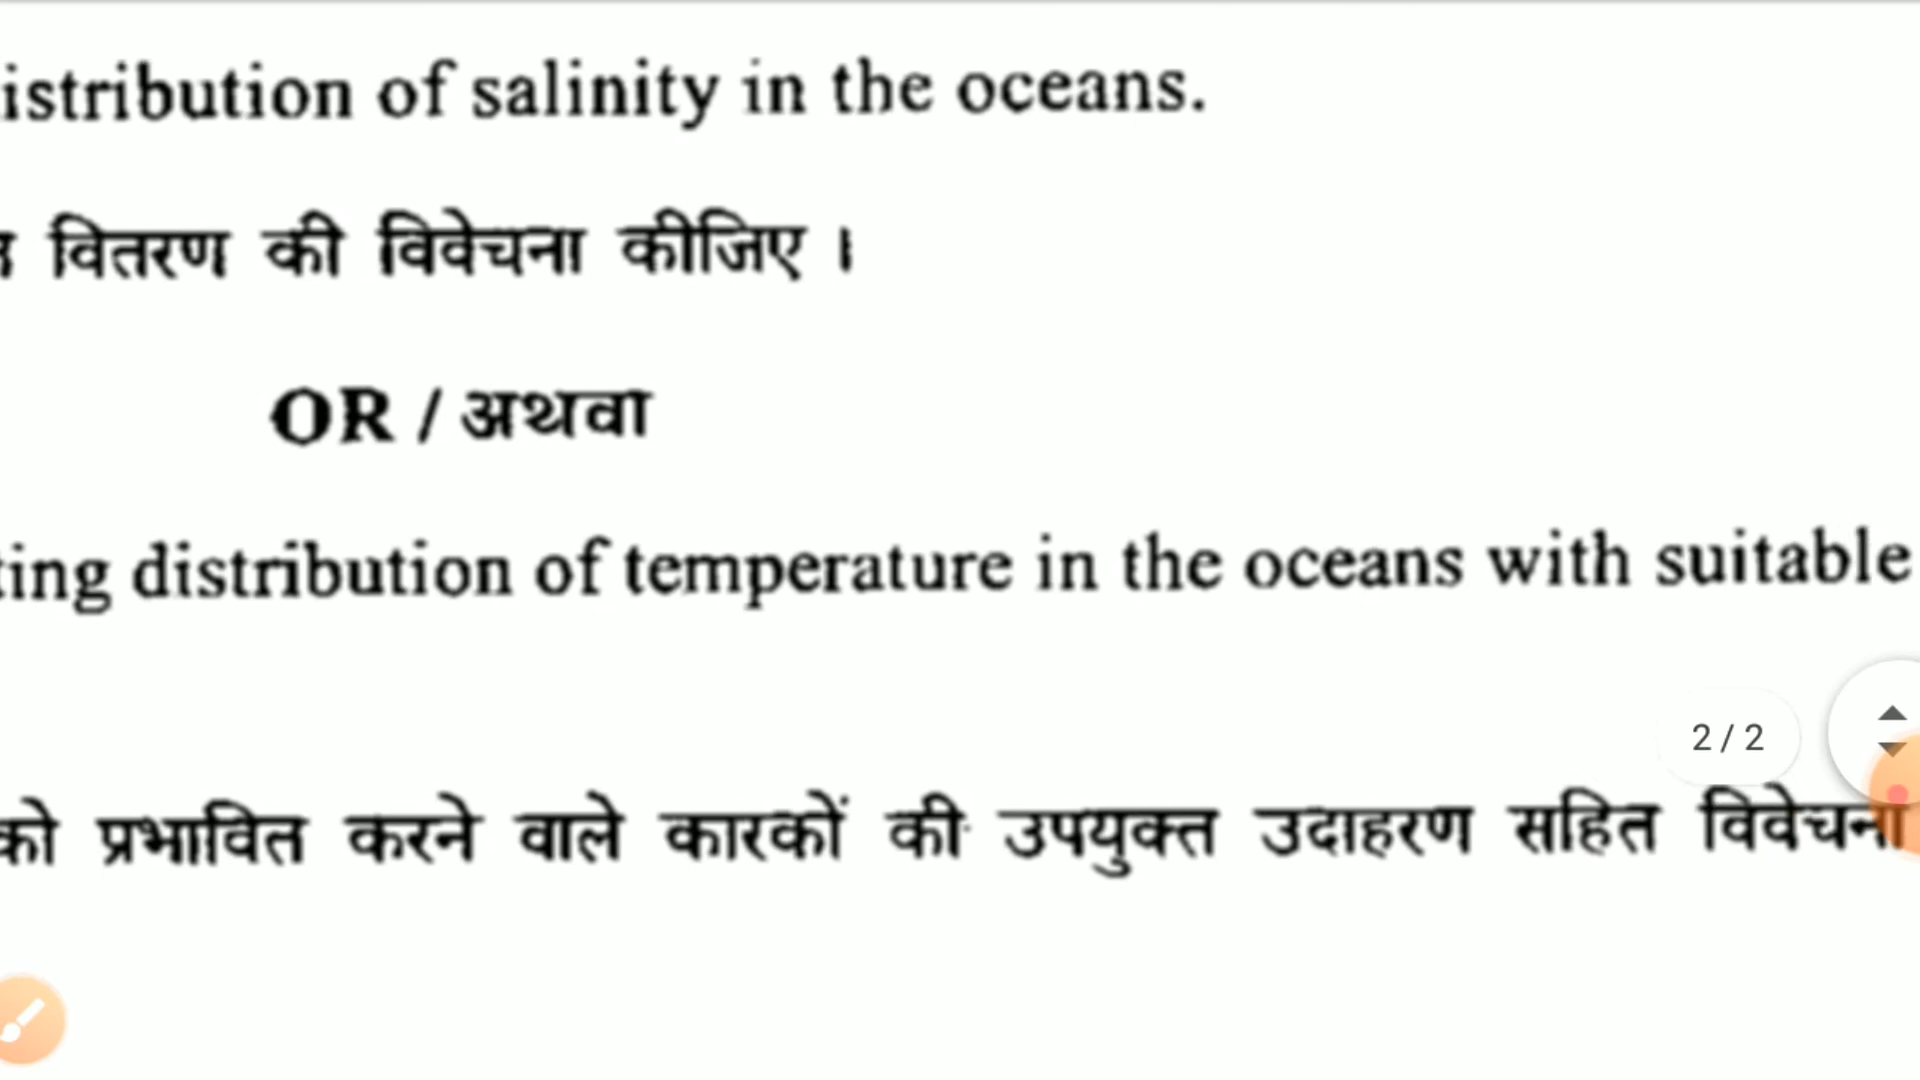 istribution of salinity in the oceans.
वितरण की विवेचना कीजिए ।
OR / अथवा
ting distribution of temperature in the oceans with suitable
2 / 2
को प्रभावित करने वाले कारकों की उपयुक्त उदाहरण सहित विवेचना